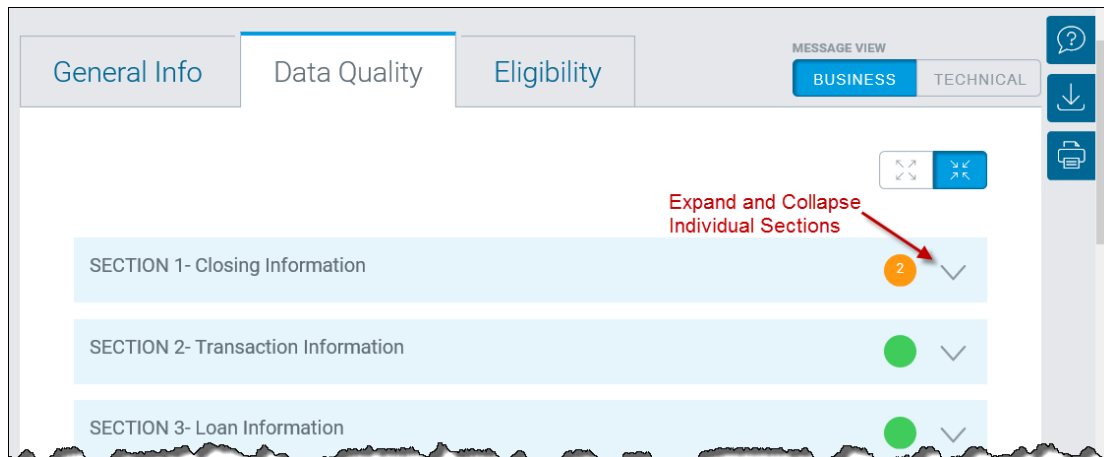 MESSAGE VIEW
General Info
Data Quality
Eligibility
BUSINESS
TECHNICAL
Expand and Collapse
Individual Sections
SECTION 1- Closing Information
2
SECTION 2- Transaction Information
SECTION 3- Loan Information